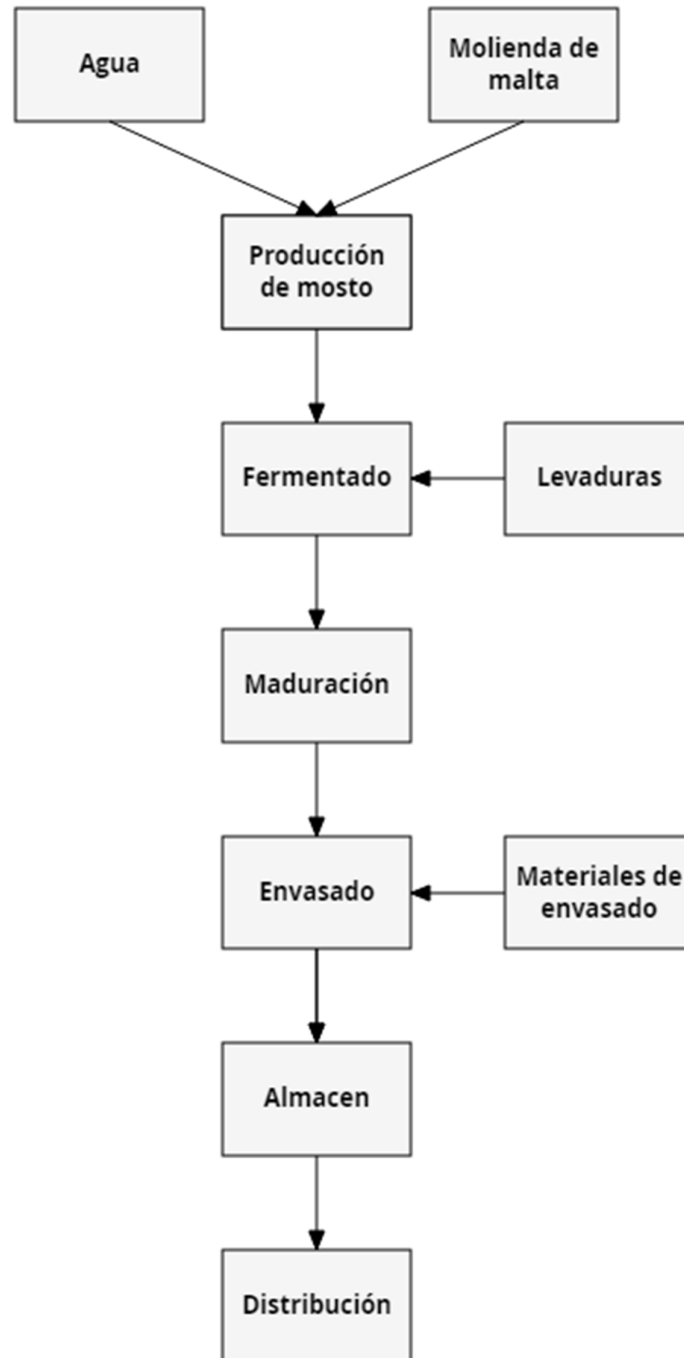 Agua
Molienda de
malta
Producción
de mosto
Fermentado
Levaduras
Maduración
Envasado
Materiales de
envasado
Almacen
Distribución